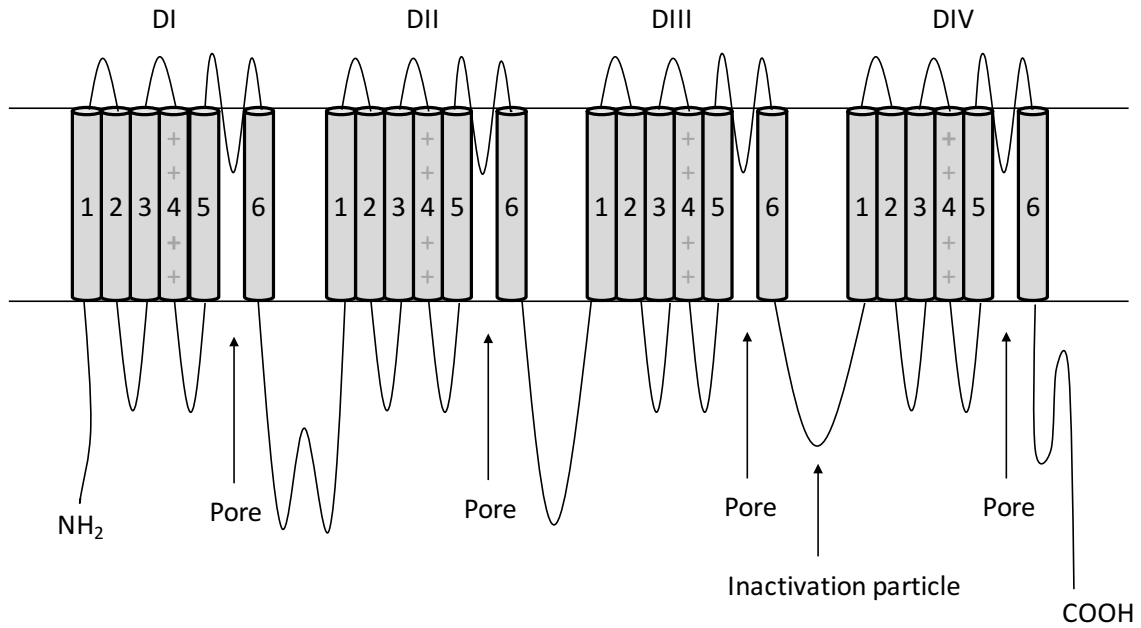 DI DII DIII DIV
+ + + +
+ + + +
1 2 3 4 5 6 1 2 3 4 5 6 1 2 3 4 5 6 1 2 3 4 5 6
+ + + +
+ + + +
NH₂ Pore Pore Pore Pore
Inactivation particle
COOH